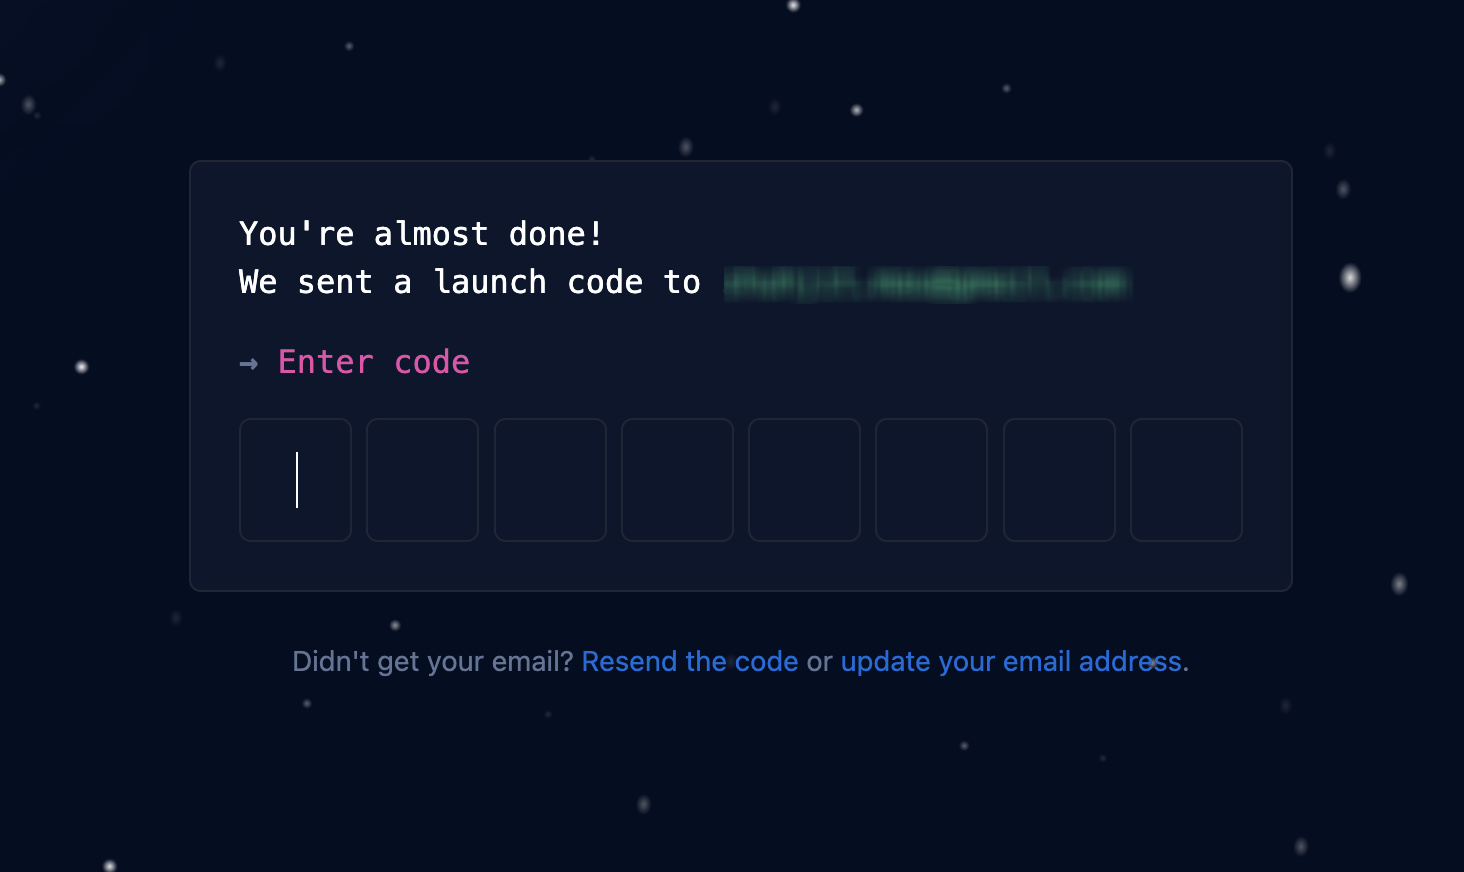 You're almost done!
We sent a launch code to
→ Enter code
Didn't get your email? Resend the code or update your email address.